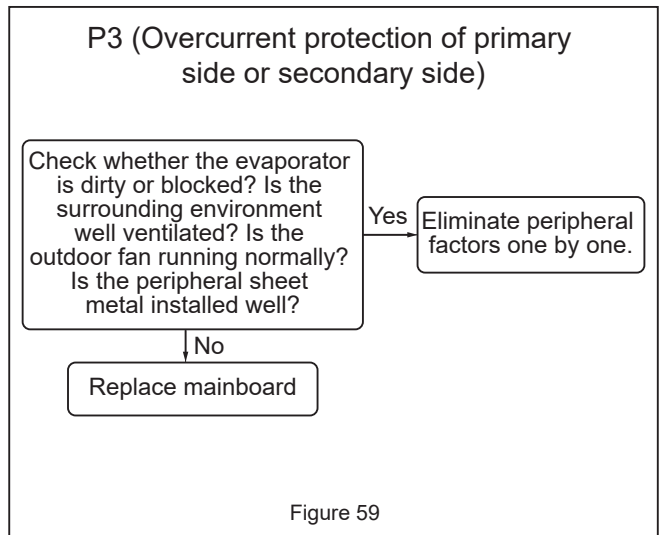 P3 (Overcurrent protection of primary
side or secondary side)
Check whether the evaporator
is dirty or blocked? Is the
surrounding environment
well ventilated? Is the
outdoor fan running normally?
Is the peripheral sheet
metal installed well?
Yes
Eliminate peripheral
factors one by one.
No
Replace mainboard
Figure 59